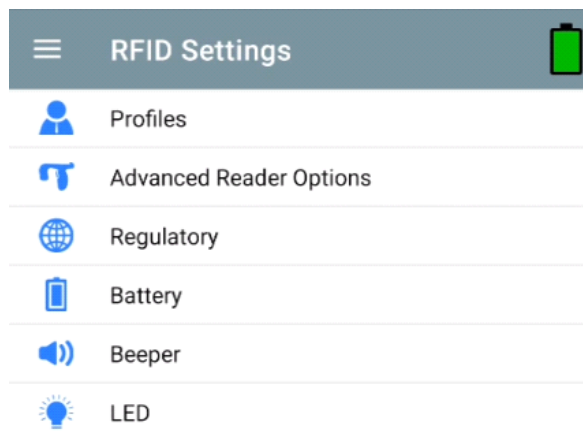 RFID Settings
Profiles
Advanced Reader Options
Regulatory
Battery
Beeper
LED